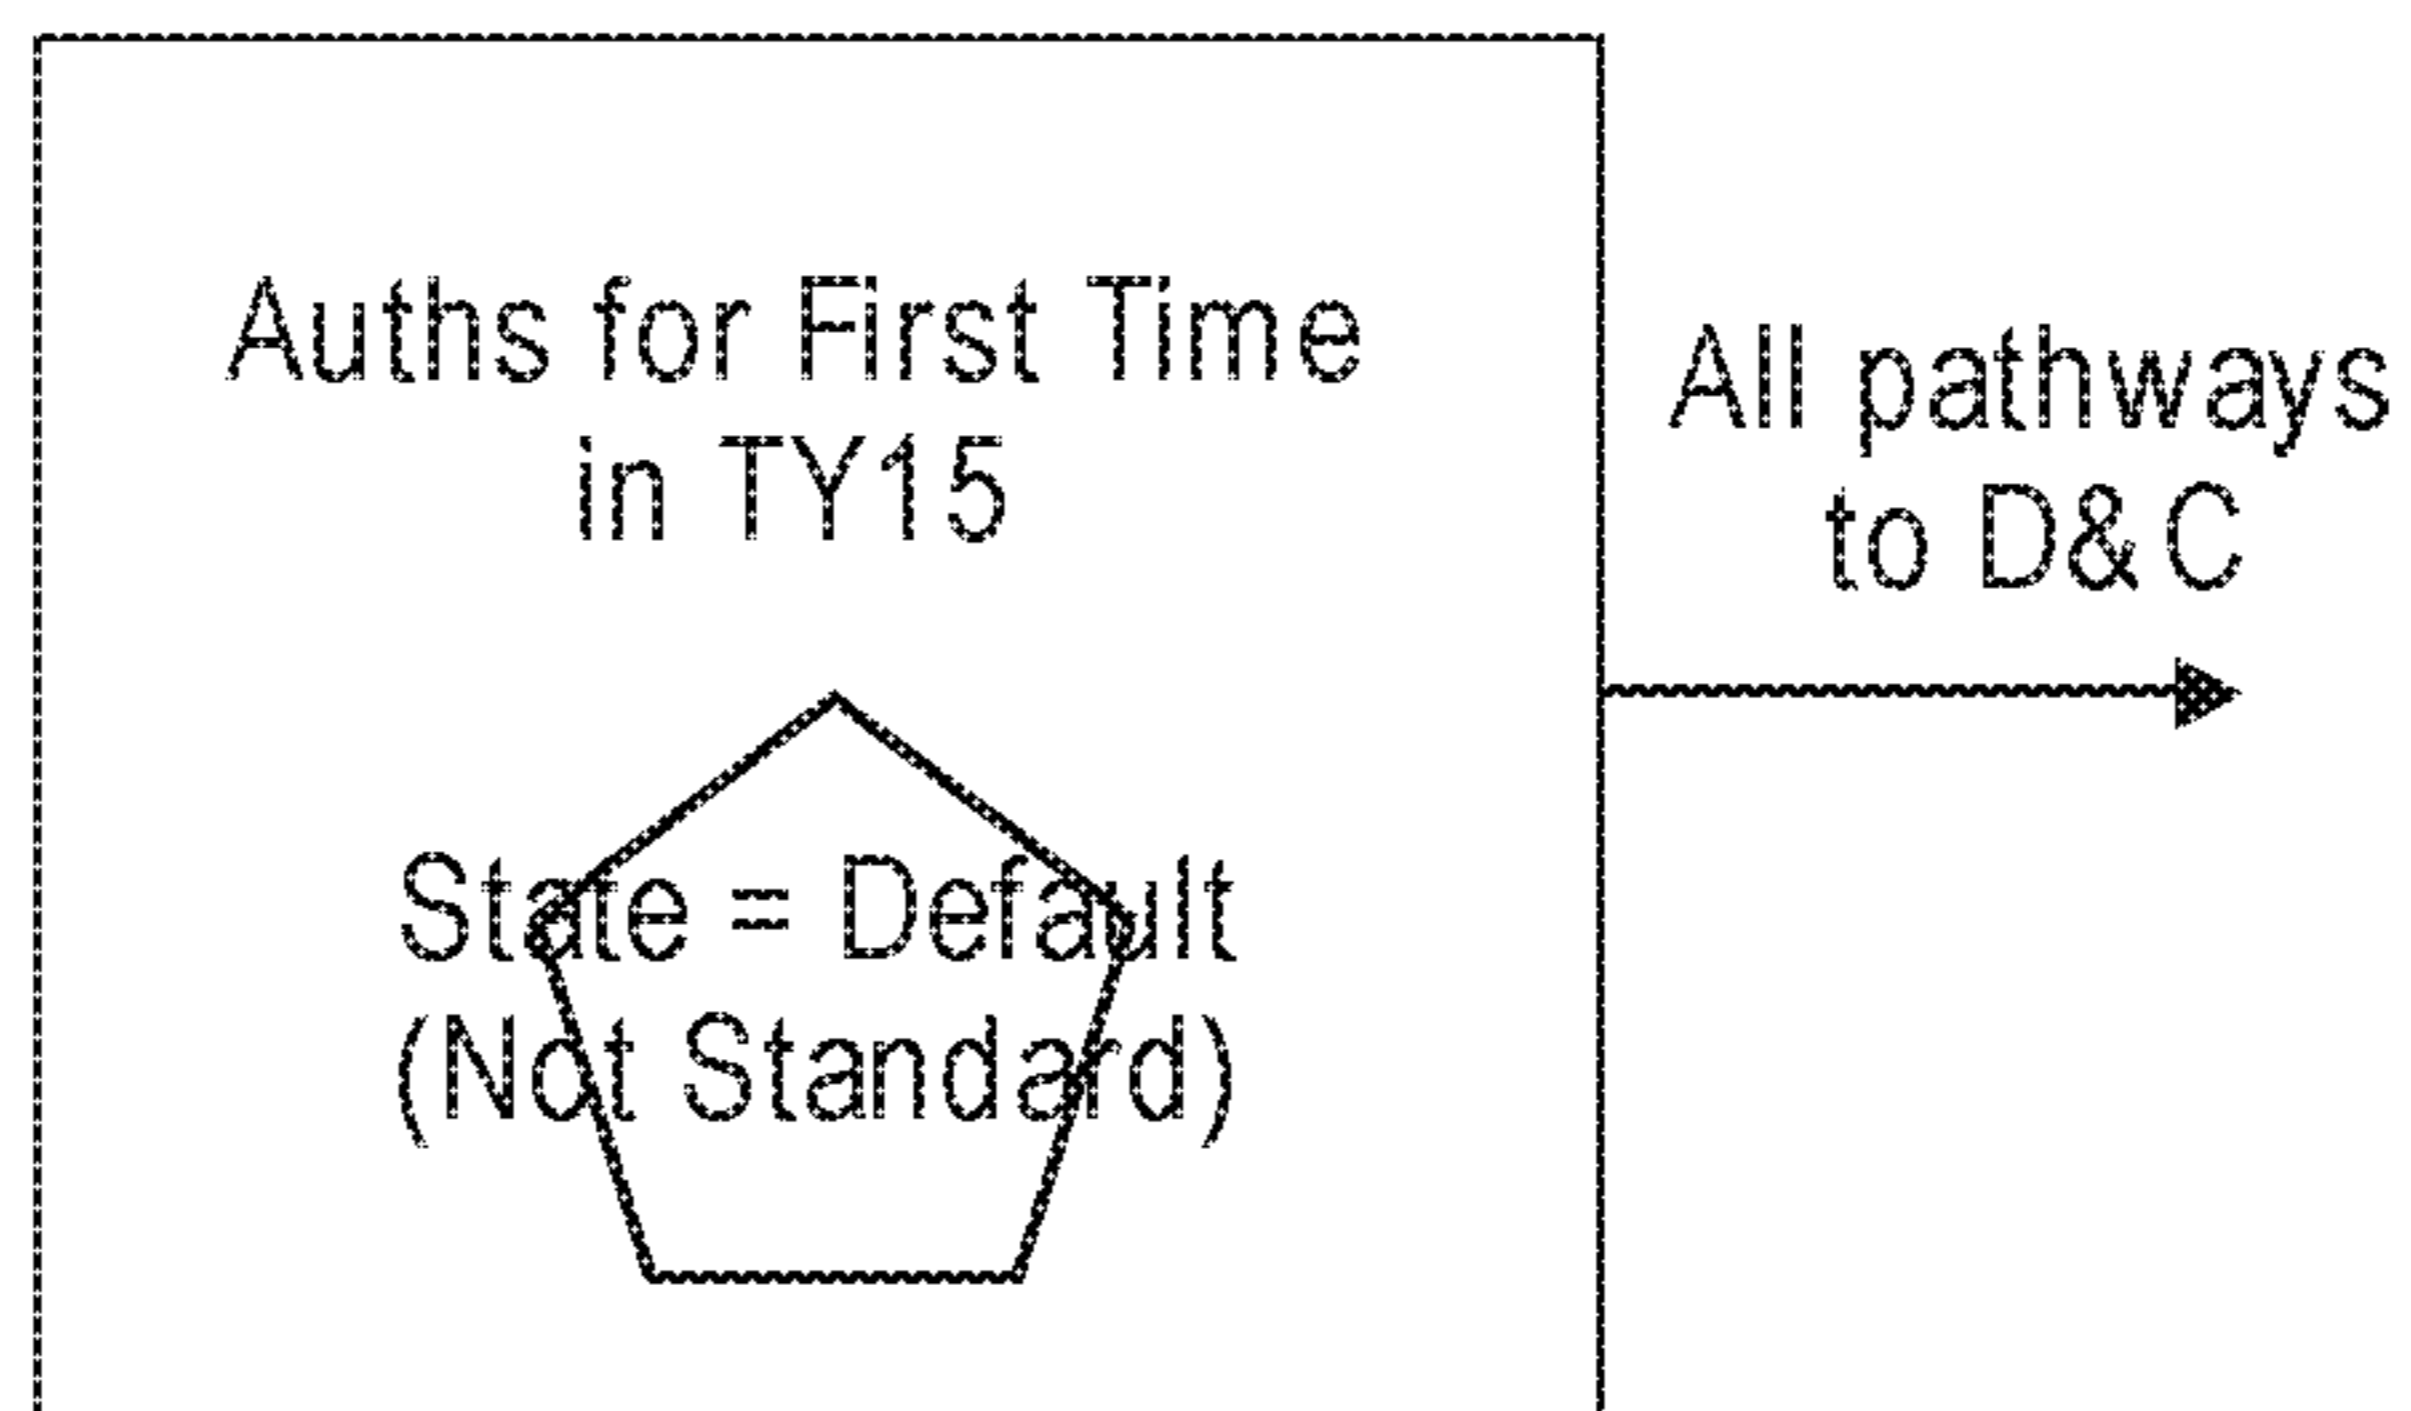 Auths for First Time
in TY15
All pathways
to D&C
State = Default
(Not Standard)